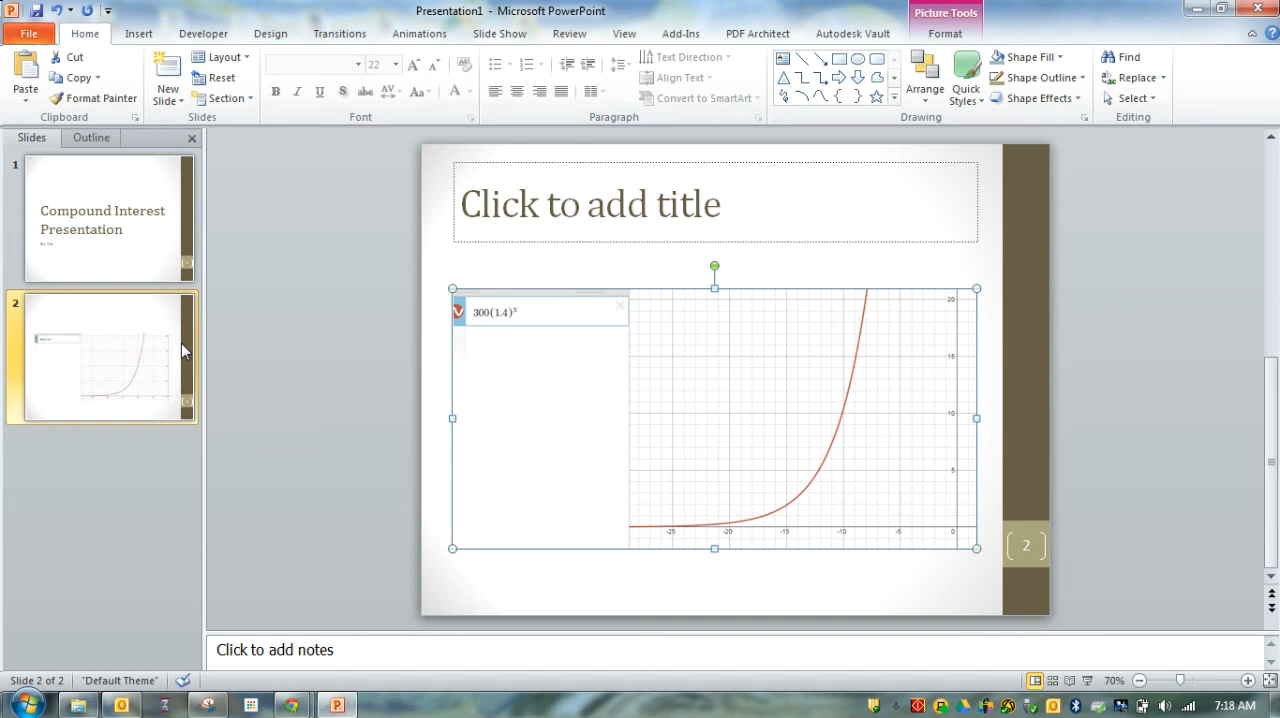 Presentation1 - Microsoft PowerPoint
Picture Tools
File Home Insert Developer Design Transitions Animations Slide Show Review View Add-Ins PDF Architect Autodesk Vault Format
Paste
Cut
Copy
Format Painter
Clipboard
New Slide
Layout
Reset
Section
Slides
22
Font
Text Direction
Align Text
Convert to SmartArt
Paragraph
Arrange
Quick Styles
Shape Fill
Shape Outline
Shape Effects
Drawing
Find
Replace
Select
Editing
Slides Outline
1
Compound Interest
Presentation
2
Click to add title
300(1.4)ˣ
20
15
10
5
-25 -20 -15 -10 -5 0
2
Click to add notes
Slide 2 of 2 "Default Theme" 70%
7:18 AM